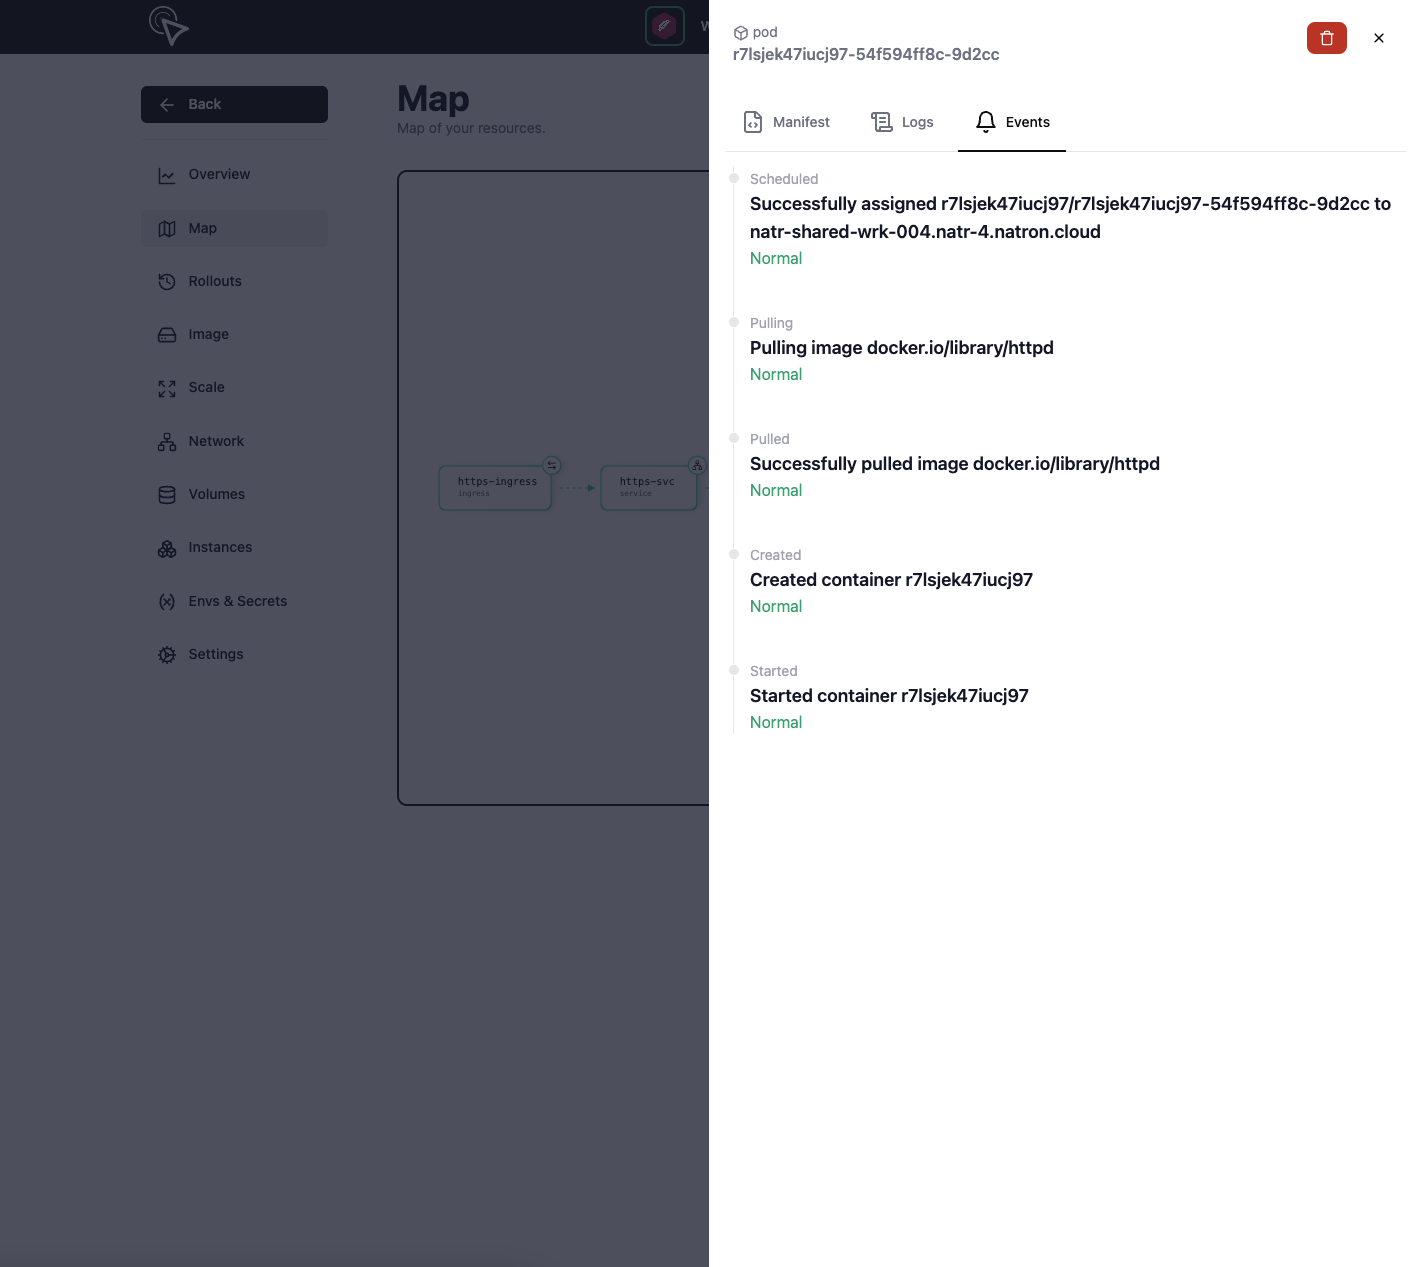 Back
Overview
Map
Rollouts
Image
Scale
Network
Volumes
Instances
Envs & Secrets
Settings
Map
Map of your resources.
https-ingress
ingress
https-svc
service
pod
r7lsjek47iucj97-54f594ff8c-9d2cc
Manifest
Logs
Events
Scheduled
Successfully assigned r7lsjek47iucj97/r7lsjek47iucj97-54f594ff8c-9d2cc to
natr-shared-wrk-004.natr-4.natron.cloud
Normal
Pulling
Pulling image docker.io/library/httpd
Normal
Pulled
Successfully pulled image docker.io/library/httpd
Normal
Created
Created container r7lsjek47iucj97
Normal
Started
Started container r7lsjek47iucj97
Normal